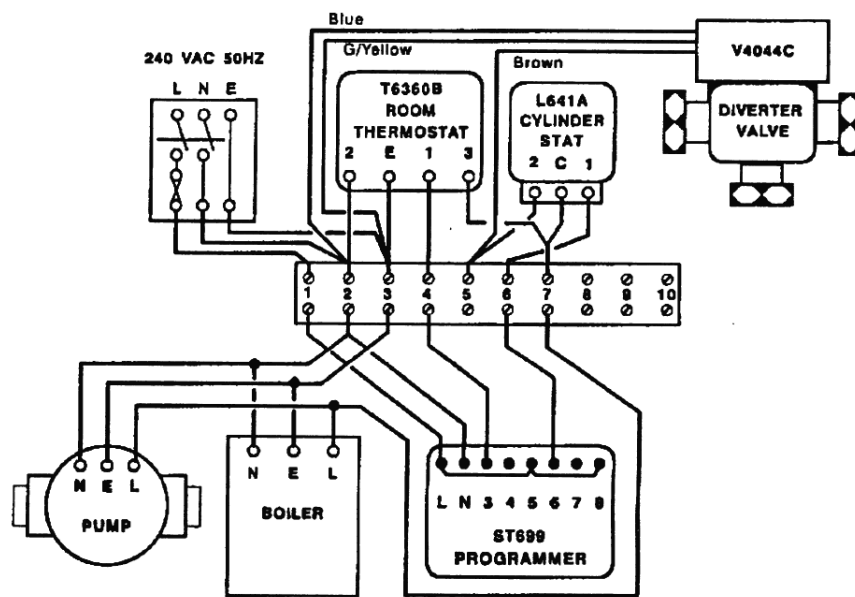 Blue
G/Yellow
Brown
240 VAC 50HZ
L N E
T6360B
ROOM
THERMOSTAT
2 E 1 3
L641A
CYLINDER
STAT
2 C 1
V4044C
DIVERTER
VALVE
1 2 3 4 5 6 7 8 9 10
N E L
PUMP
N E L
BOILER
L N 3 4 5 6 7 8
ST699
PROGRAMMER